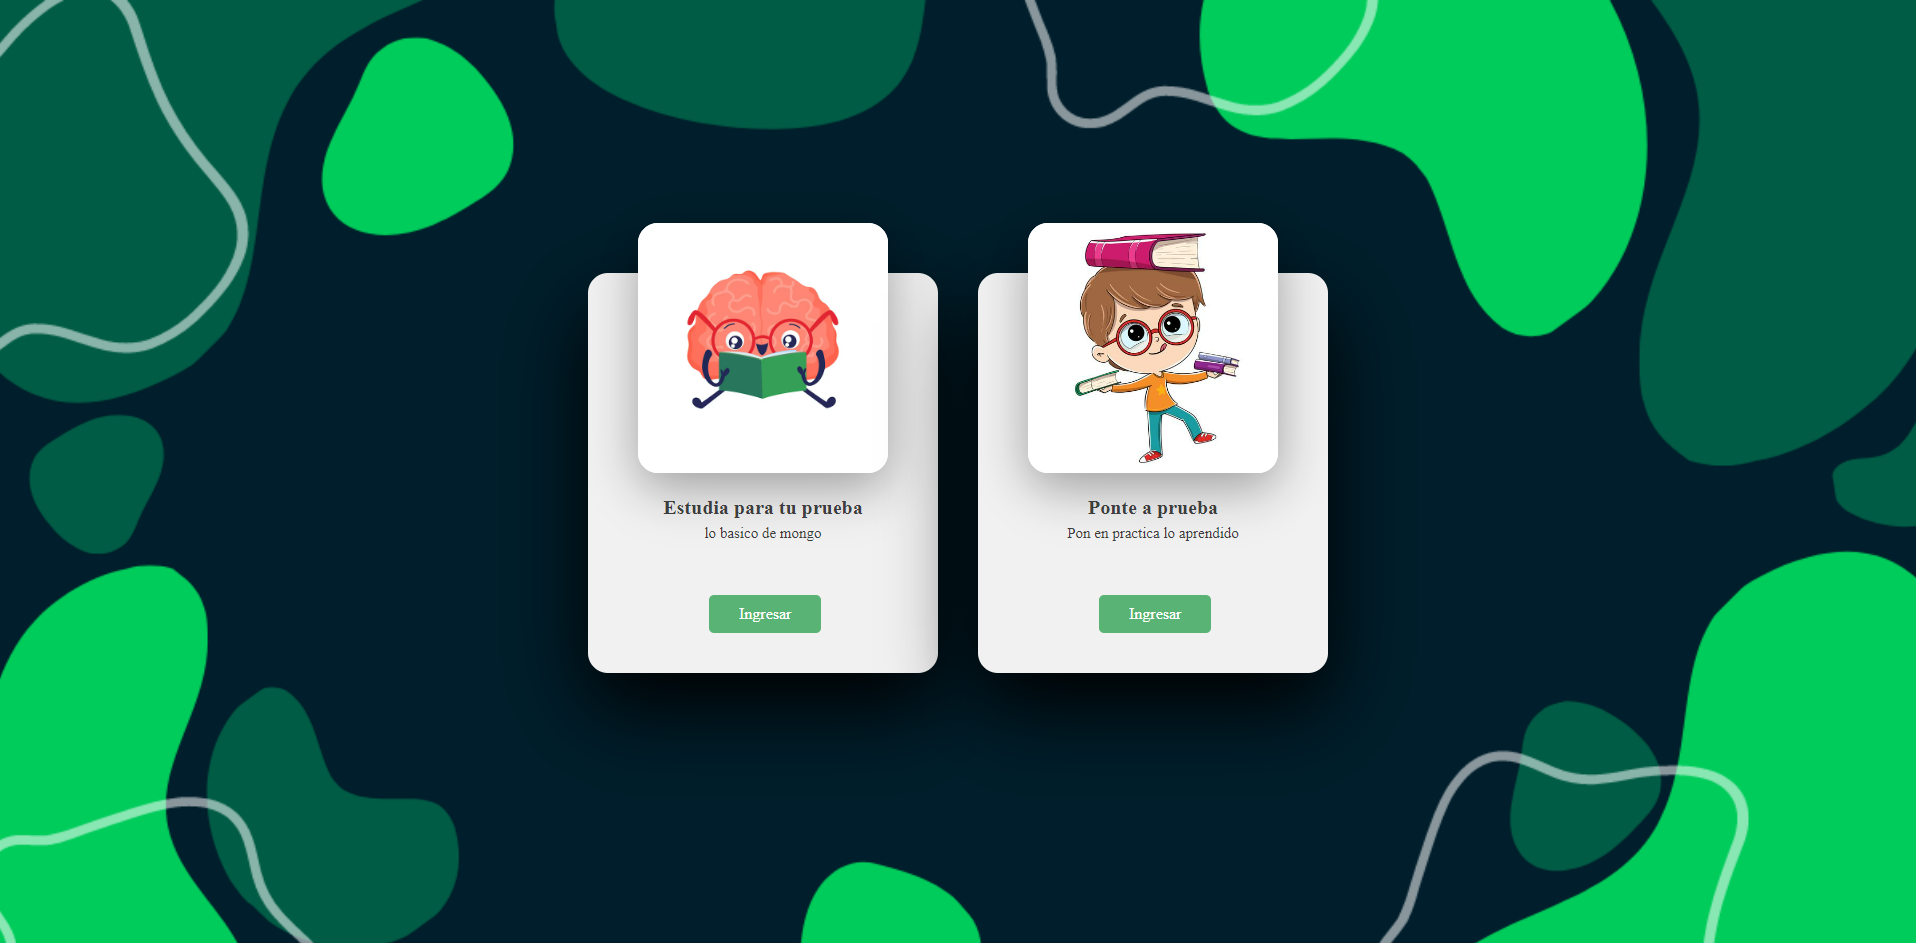 Estudia para tu prueba
lo basico de mongo
Ingresar
Ponte a prueba
Pon en practica lo aprendido
Ingresar